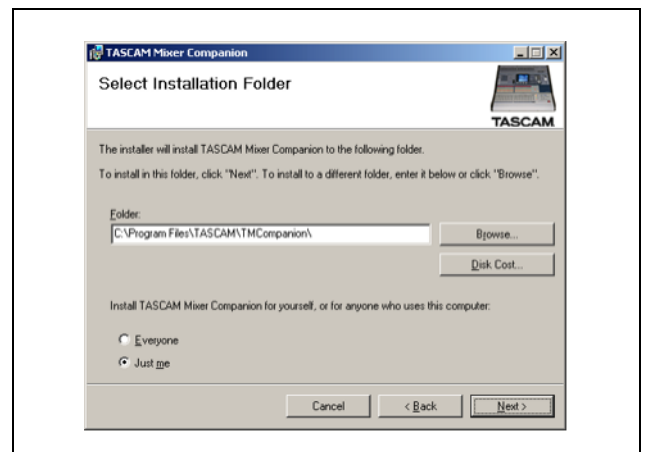 TASCAM Mixer Companion
Select Installation Folder
TASCAM
The installer will install TASCAM Mixer Companion to the following folder.
To install in this folder, click "Next". To install to a different folder, enter it below or click "Browse".
Folder:
C:\Program Files\TASCAM\TMCompanion\
Browse...
Disk Cost...
Install TASCAM Mixer Companion for yourself, or for anyone who uses this computer:
Everyone
Just me
Cancel
< Back
Next >